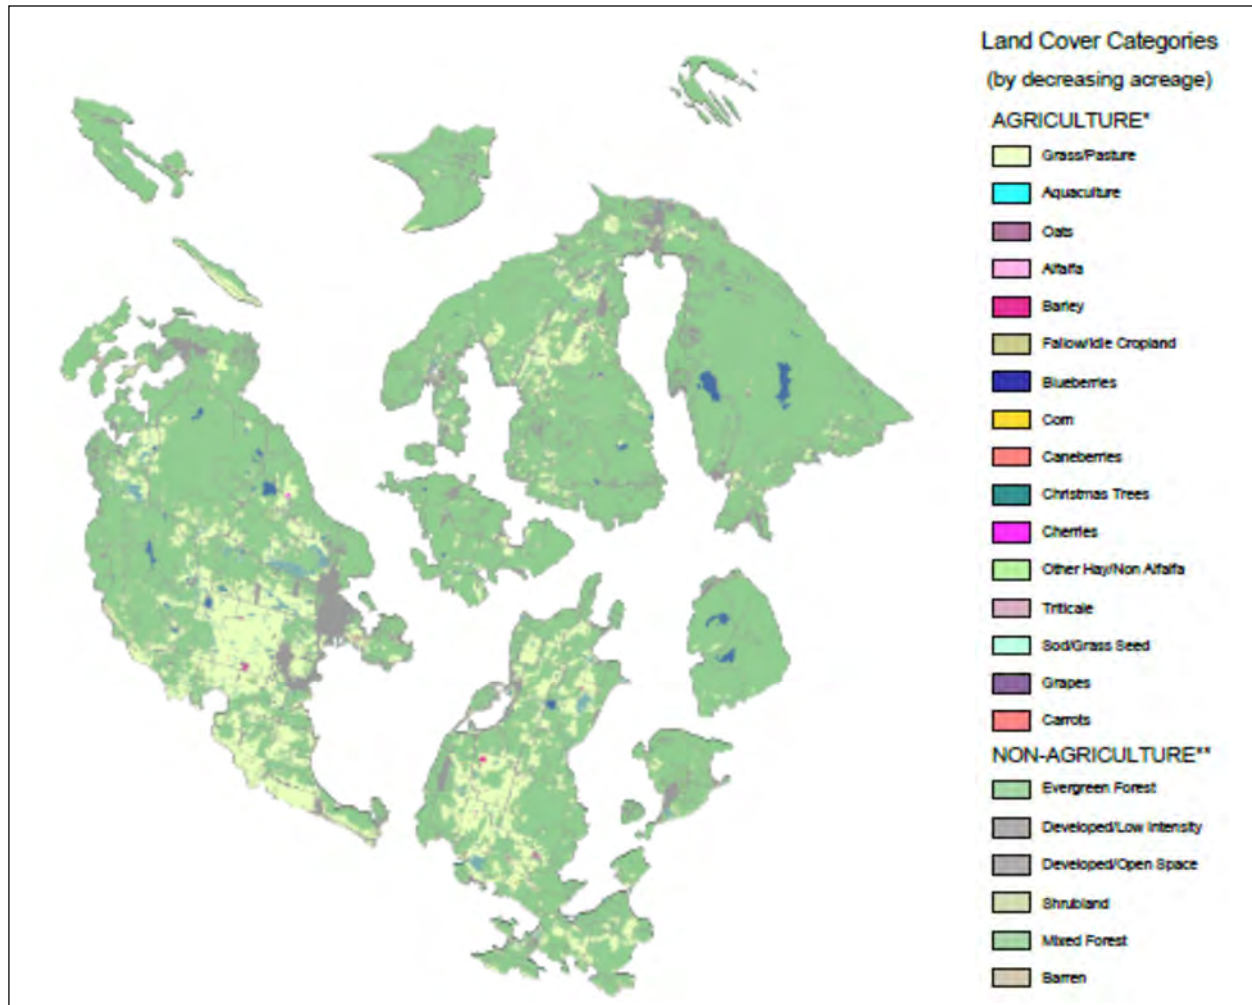 Land Cover Categories
(by decreasing acreage)
AGRICULTURE*
Grass/Pasture
Aquaculture
Oats
Alfalfa
Barley
Fallow/Idle Cropland
Blueberries
Corn
Caneberries
Christmas Trees
Cherries
Other Hay/Non Alfalfa
Triticale
Sod/Grass Seed
Grapes
Carrots
NON-AGRICULTURE**
Evergreen Forest
Developed/Low Intensity
Developed/Open Space
Shrubland
Mixed Forest
Barren